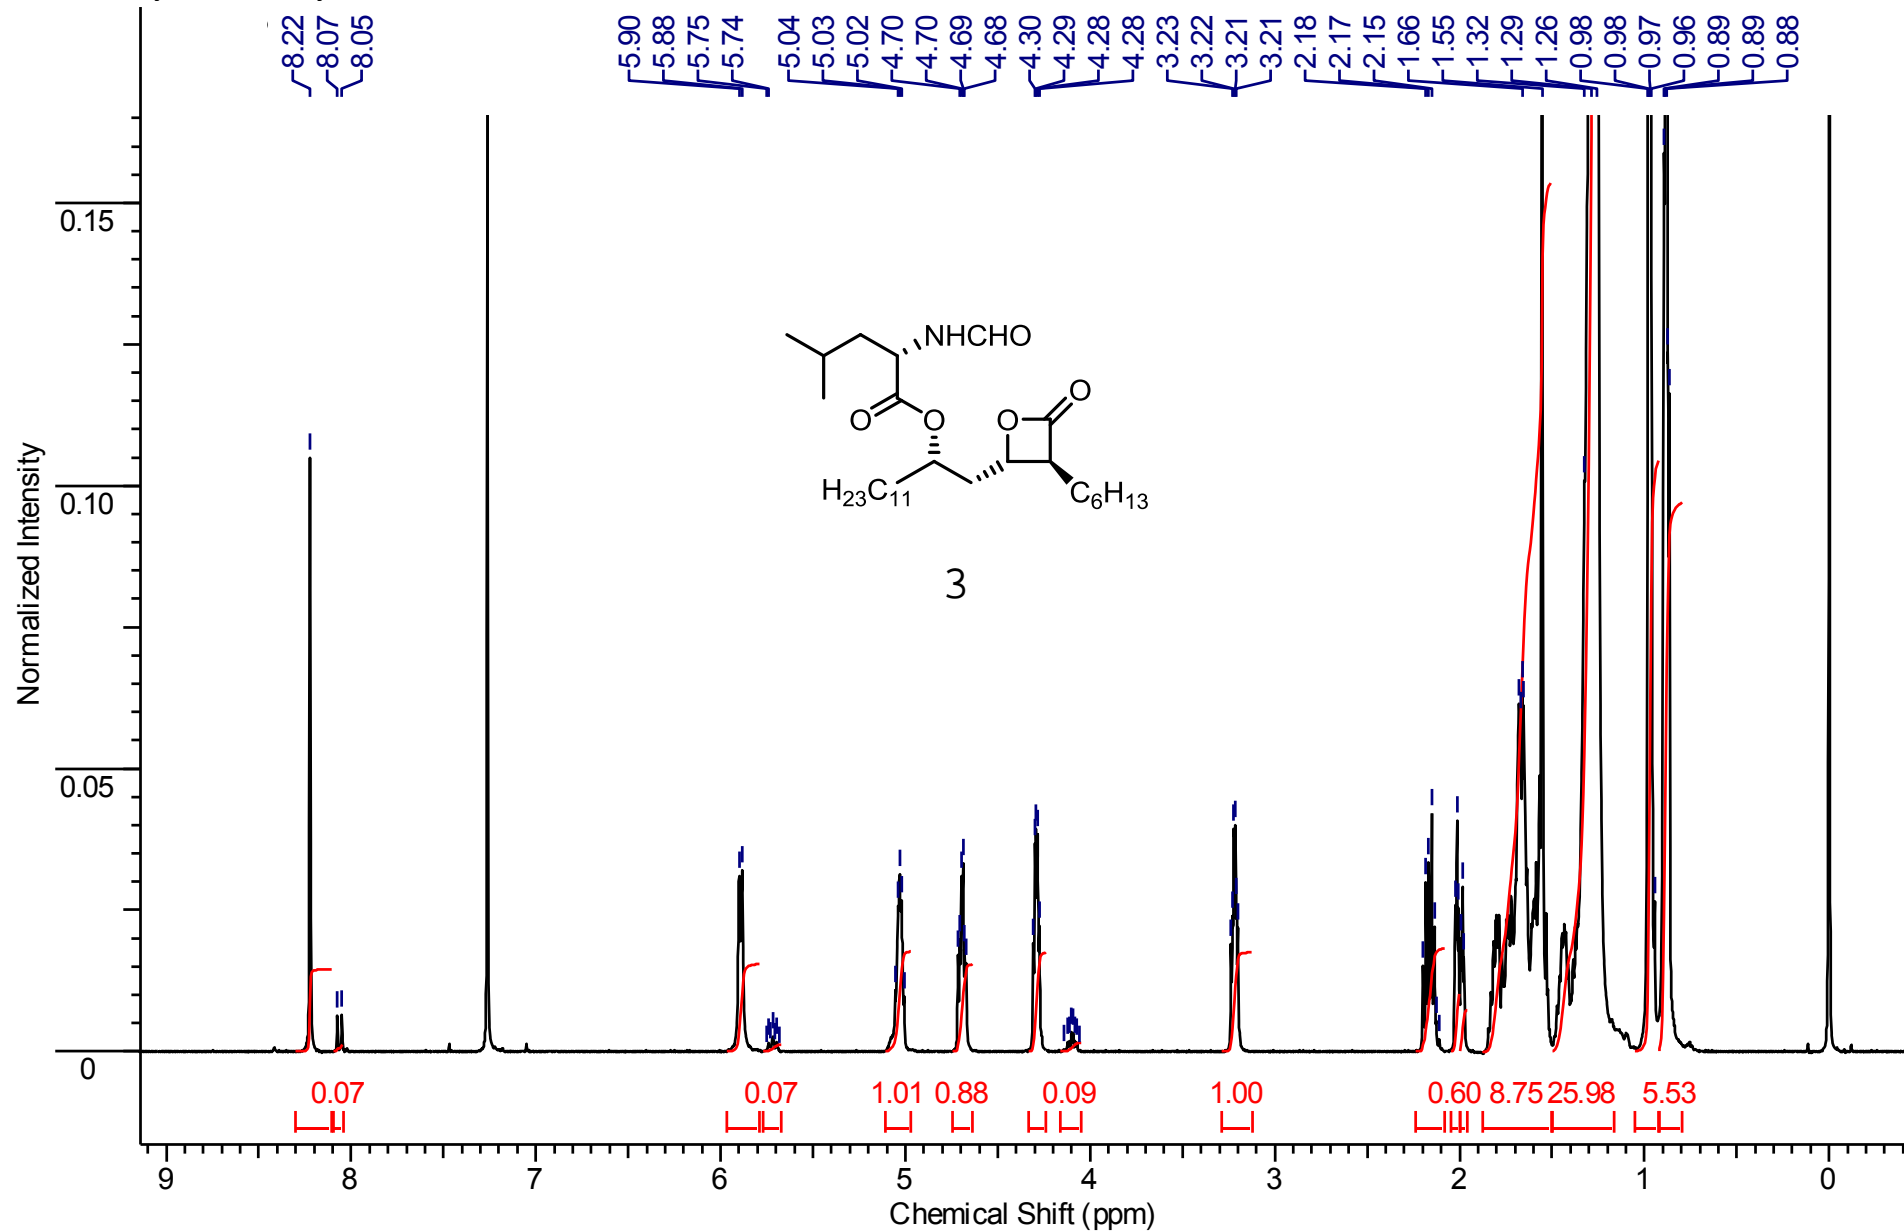 8.22 8.07 8.05 5.90 5.88 5.75 5.74 5.04 5.03 5.02 4.70 4.70 4.69 4.68 4.30 4.29 4.28 4.28 3.23 3.22 3.21 3.21 2.18 2.17 2.15 1.66 1.55 1.32 1.29 1.26 0.98 0.98 0.97 0.96 0.89 0.89 0.88
0.15
0.10
0.05
0
Normalized Intensity
NHCHO
O
O O O
H23C11 C6H13
3
0.07 0.07 1.01 0.88 0.09 1.00 0.60 8.75 25.98 5.53
9 8 7 6 5 4 3 2 1 0
Chemical Shift (ppm)